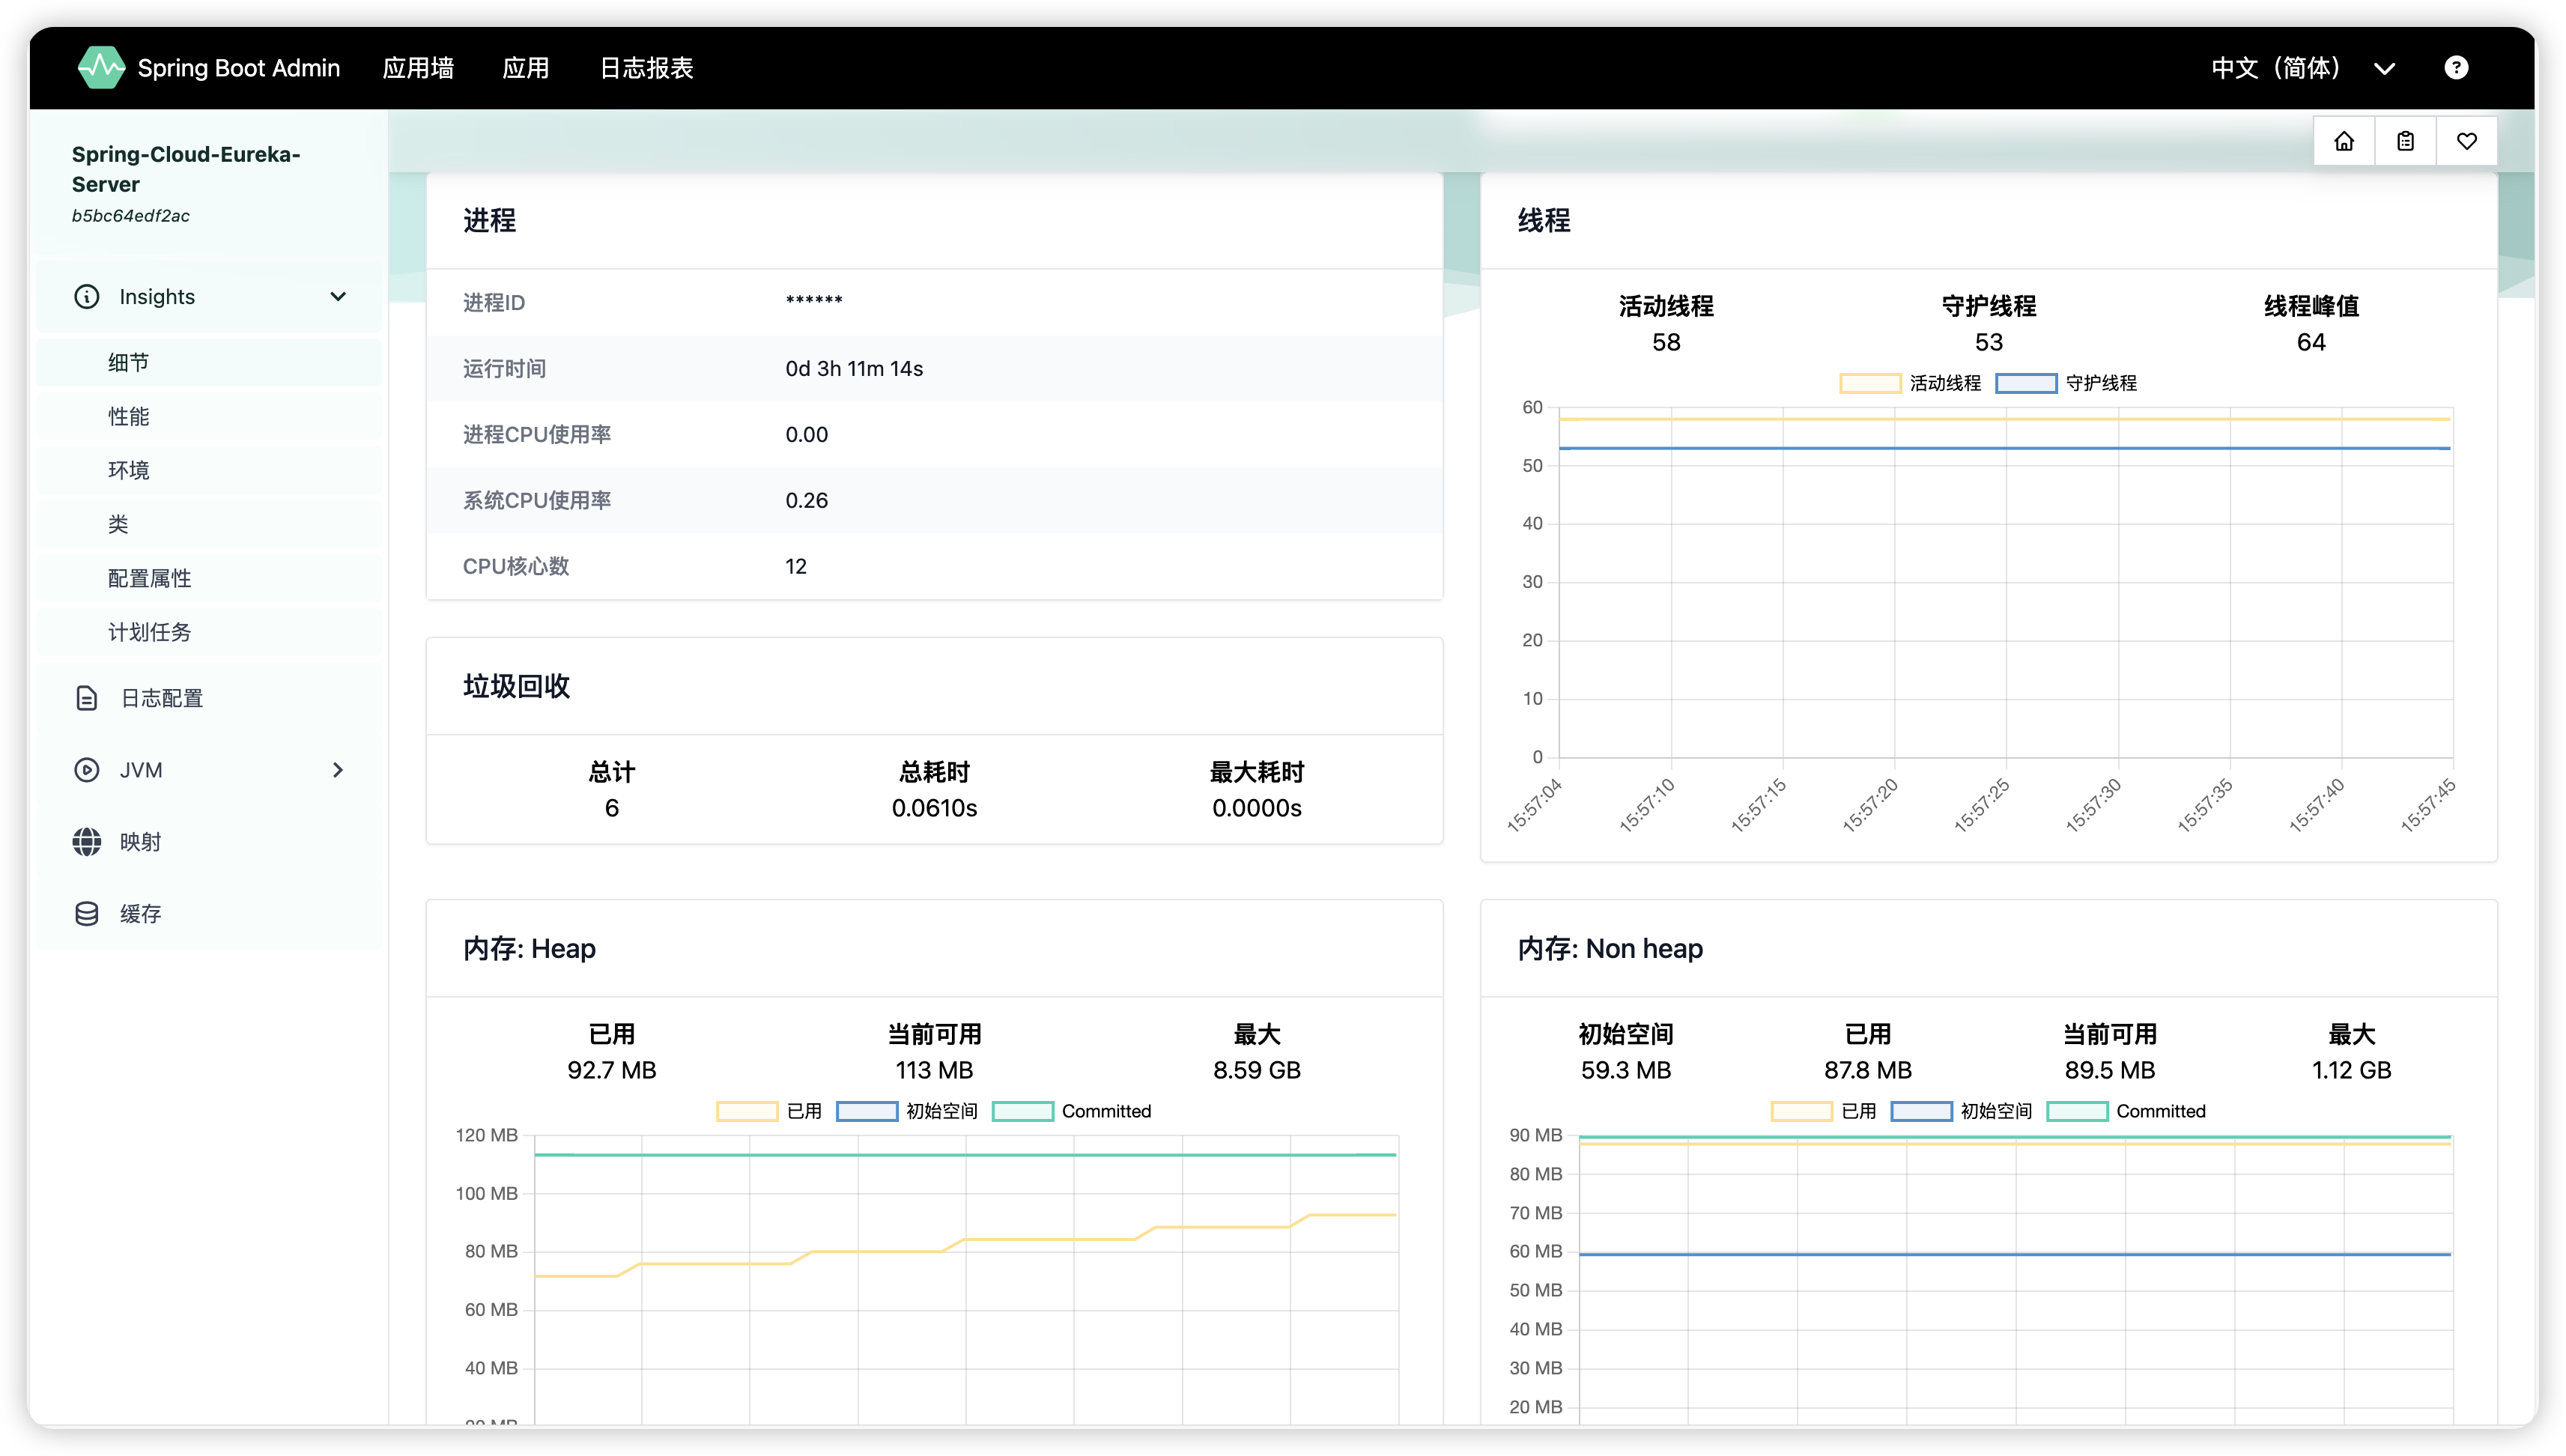 Spring Boot Admin 应用墙 应用 日志报表 中文（简体）
Spring-Cloud-Eureka-
Server
b5bc64edf2ac
Insights
细节
性能
环境
类
配置属性
计划任务
日志配置
JVM
映射
缓存
进程
进程ID ******
运行时间 0d 3h 11m 14s
进程CPU使用率 0.00
系统CPU使用率 0.26
CPU核心数 12
垃圾回收
总计 总耗时 最大耗时
6 0.0610s 0.0000s
线程
活动线程 守护线程 线程峰值
58 53 64
活动线程 守护线程
60
50
40
30
20
10
0
15:57:04 15:57:10 15:57:15 15:57:20 15:57:25 15:57:30 15:57:35 15:57:40 15:57:45
内存: Heap
已用 当前可用 最大
92.7 MB 113 MB 8.59 GB
已用 初始空间 Committed
120 MB
100 MB
80 MB
60 MB
40 MB
20 MB
内存: Non heap
初始空间 已用 当前可用 最大
59.3 MB 87.8 MB 89.5 MB 1.12 GB
已用 初始空间 Committed
90 MB
80 MB
70 MB
60 MB
50 MB
40 MB
30 MB
20 MB